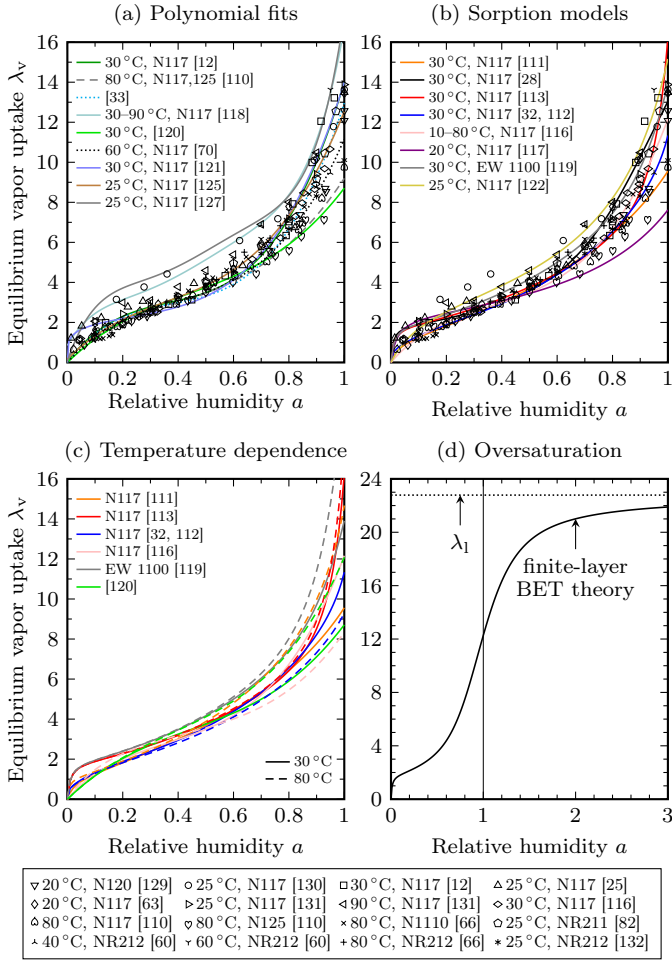 (a) Polynomial fits
(b) Sorption models
Equilibrium vapor uptake λv
16
14
12
10
8
6
4
2
0
30 °C, N117 [12]
80 °C, N117,125 [110]
[33]
30–90 °C, N117 [118]
30 °C, [120]
60 °C, N117 [70]
30 °C, N117 [121]
25 °C, N117 [125]
25 °C, N117 [127]
0 0.2 0.4 0.6 0.8 1
Relative humidity a
16
14
12
10
8
6
4
2
0
30 °C, N117 [111]
30 °C, N117 [28]
30 °C, N117 [113]
30 °C, N117 [32, 112]
10–80 °C, N117 [116]
20 °C, N117 [117]
30 °C, EW 1100 [119]
25 °C, N117 [122]
0 0.2 0.4 0.6 0.8 1
Relative humidity a
(c) Temperature dependence
(d) Oversaturation
Equilibrium vapor uptake λv
16
14
12
10
8
6
4
2
0
N117 [111]
N117 [113]
N117 [32, 112]
N117 [116]
EW 1100 [119]
[120]
30 °C
80 °C
0 0.2 0.4 0.6 0.8 1
Relative humidity a
24
20
16
12
8
4
0
λl
finite-layer
BET theory
0 1 2 3
Relative humidity a
20 °C, N120 [129] 25 °C, N117 [130] 30 °C, N117 [12] 25 °C, N117 [25]
20 °C, N117 [63] 25 °C, N117 [131] 90 °C, N117 [131] 30 °C, N117 [116]
80 °C, N117 [110] 80 °C, N125 [110] 80 °C, N1110 [66] 25 °C, NR211 [82]
40 °C, NR212 [60] 60 °C, NR212 [60] 80 °C, NR212 [66] 25 °C, NR212 [132]